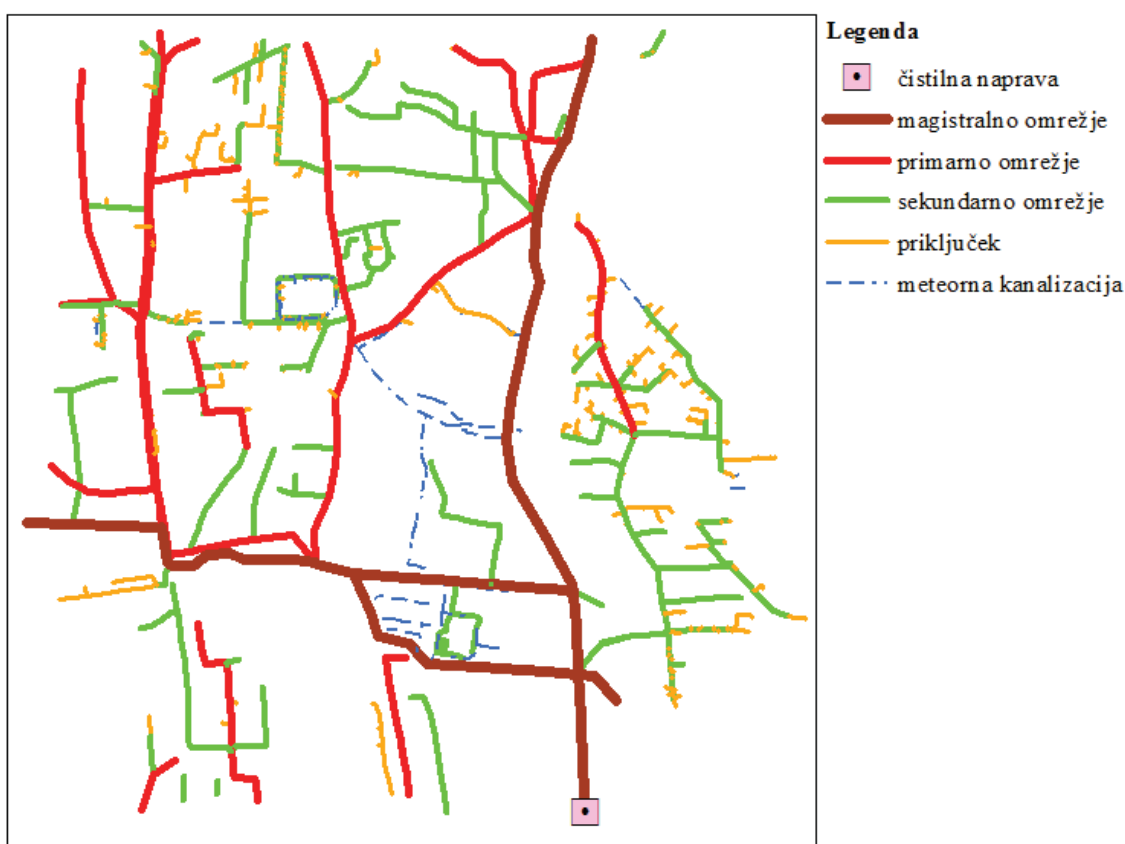 Legenda
čistilna naprava
magistralno omrežje
primarno omrežje
sekundarno omrežje
priključek
meteorna kanalizacija